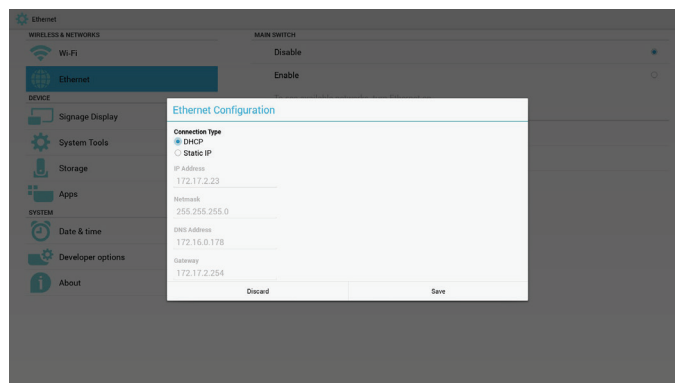 Ethernet
WIRELESS & NETWORKS
MAIN SWITCH
Wi-Fi
Disable
Ethernet
Enable
DEVICE
Signage Display
System Tools
Storage
Apps
SYSTEM
Date & time
Developer options
About
Ethernet Configuration
Connection Type
DHCP
Static IP
IP Address
172.17.2.23
Netmask
255.255.255.0
DNS Address
172.16.0.178
Gateway
172.17.2.254
Discard
Save